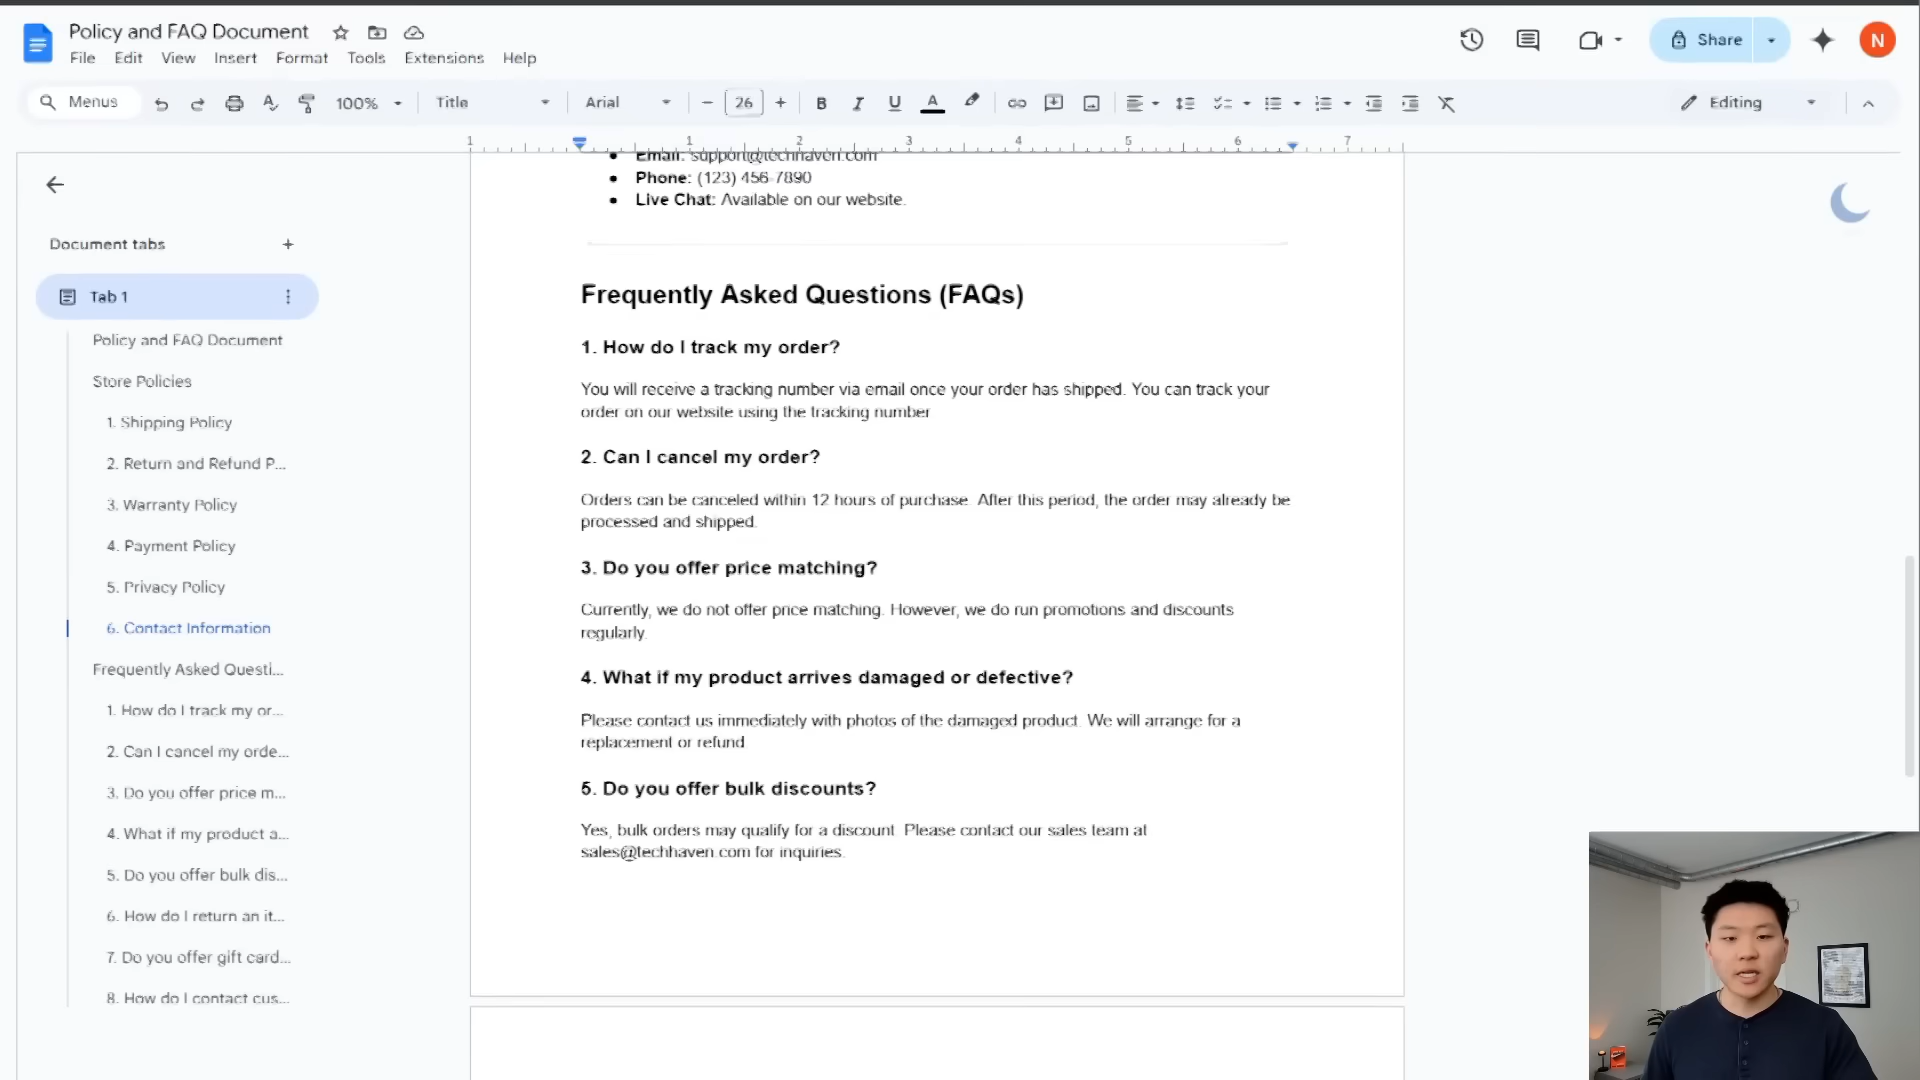 Policy and FAQ Document
File Edit View Insert Format Tools Extensions Help
Share
N
Menus
100%
Title
Arial
26
B
I
U
A
Editing
1 1 2 3 4 5 6 7
Document tabs
Tab 1
Policy and FAQ Document
Store Policies
1. Shipping Policy
2. Return and Refund P...
3. Warranty Policy
4. Payment Policy
5. Privacy Policy
6. Contact Information
Frequently Asked Questi...
1. How do I track my or...
2. Can I cancel my orde...
3. Do you offer price m...
4. What if my product a...
5. Do you offer bulk dis...
6. How do I return an it...
7. Do you offer gift card...
8. How do I contact cus...
Email: support@techhaven.com
Phone: (123) 456-7890
Live Chat: Available on our website.
Frequently Asked Questions (FAQs)
1. How do I track my order?
You will receive a tracking number via email once your order has shipped. You can track your
order on our website using the tracking number
2. Can I cancel my order?
Orders can be canceled within 12 hours of purchase. After this period, the order may already be
processed and shipped.
3. Do you offer price matching?
Currently, we do not offer price matching. However, we do run promotions and discounts
regularly.
4. What if my product arrives damaged or defective?
Please contact us immediately with photos of the damaged product. We will arrange for a
replacement or refund
5. Do you offer bulk discounts?
Yes, bulk orders may qualify for a discount. Please contact our sales team at
sales@techhaven.com for inquiries.